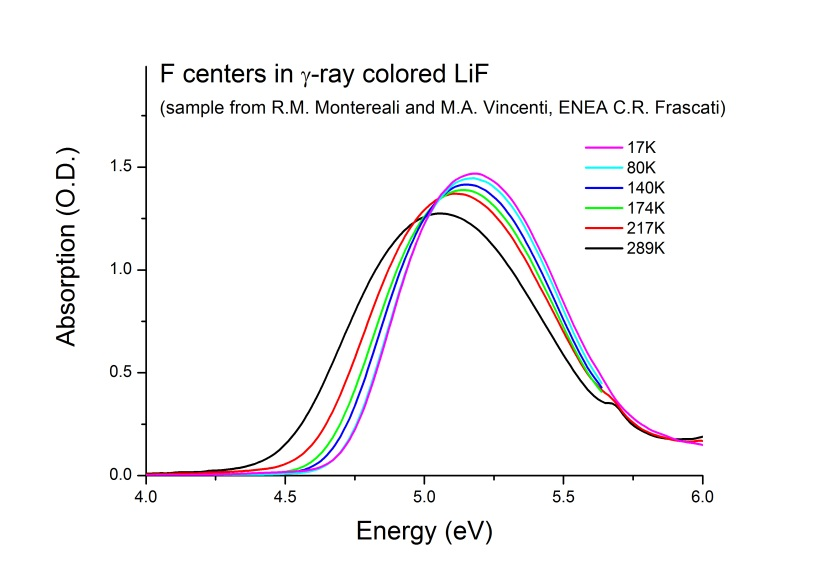 F centers in γ-ray colored LiF
(sample from R.M. Montereali and M.A. Vincenti, ENEA C.R. Frascati)
17K
80K
140K
174K
217K
289K
Absorption (O.D.)
1.5
1.0
0.5
0.0
4.0 4.5 5.0 5.5 6.0
Energy (eV)